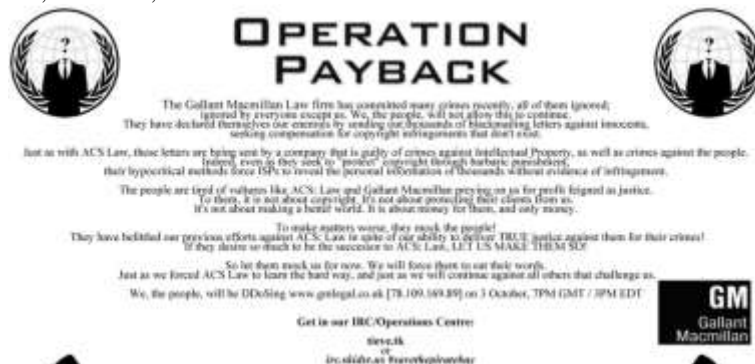 OPERATION
PAYBACK
The Gallant Macmillan Law firm has committed many crimes recently, all of them ignored;
ignored by everyone except us. We, the people, will not allow this to continue.
They have declared themselves our enemies by sending out thousands of blackmailing letters against innocents,
seeking compensation for copyright infringements that don't exist.
Just as with ACS Law, these letters are being sent by a company that is guilty of crimes against Intellectual Property, as well as crimes against the people.
Indeed, even as they seek to "protect" copyright through barbaric punishment,
their hypocritical methods force ISPs to reveal the personal information of thousands without evidence of infringement.
The people are tired of vultures like ACS: Law and Gallant Macmillan preying on us for profit feigned as justice.
To them, it is not about copyright. It's not about protecting their clients from us.
It's not about making a better world. It is about money for them, and only money.
To make matters worse, they mock the people!
They have belittled our previous efforts against ACS: Law in spite of our ability to deliver TRUE justice against them for their crimes!
If they desire so much to be the successor to ACS: Law, LET US MAKE THEM SO!
So let them mock us for now. We will force them to eat their words.
Just as we forced ACS Law to learn the hard way, and just as we will continue against all others that challenge us.
We, the people, will be DDoSing www.gmlegal.co.uk [78.109.169.89] on 3 October, 7PM GMT / 3PM EDT
GM
Gallant
Macmillan
Get in our IRC/Operations Centre:
tieve.tk
or